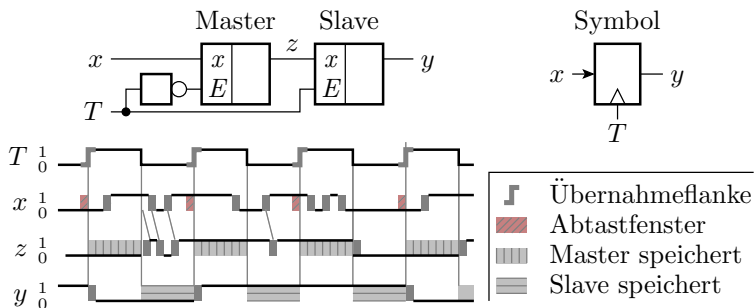 Master Slave Symbol
x x z x y x y
E E
T T
T 1 0
x 1 0
z 1 0
y 1 0
Übernahmeflanke
Abtastfenster
Master speichert
Slave speichert